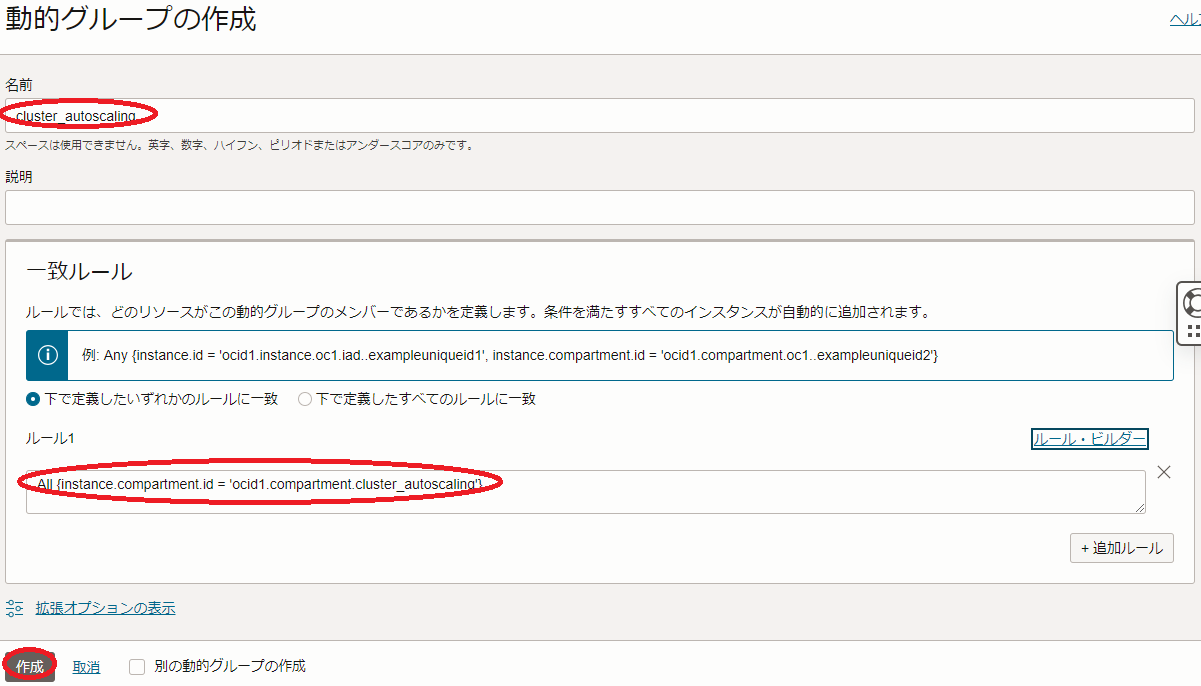 動的グループの作成
ヘル
名前
cluster_autoscaling
スペースは使用できません。英字、数字、ハイフン、ピリオドまたはアンダースコアのみです。
説明
一致ルール
ルールでは、どのリソースがこの動的グループのメンバーであるかを定義します。条件を満たすすべてのインスタンスが自動的に追加されます。
例: Any {instance.id = 'ocid1.instance.oc1.iad..exampleuniqueid1', instance.compartment.id = 'ocid1.compartment.oc1..exampleuniqueid2'}
下で定義したいずれかのルールに一致 下で定義したすべてのルールに一致
ルール1 ルール・ビルダー
All {instance.compartment.id = 'ocid1.compartment.cluster_autoscaling'}
+ 追加ルール
拡張オプションの表示
作成 取消 別の動的グループの作成